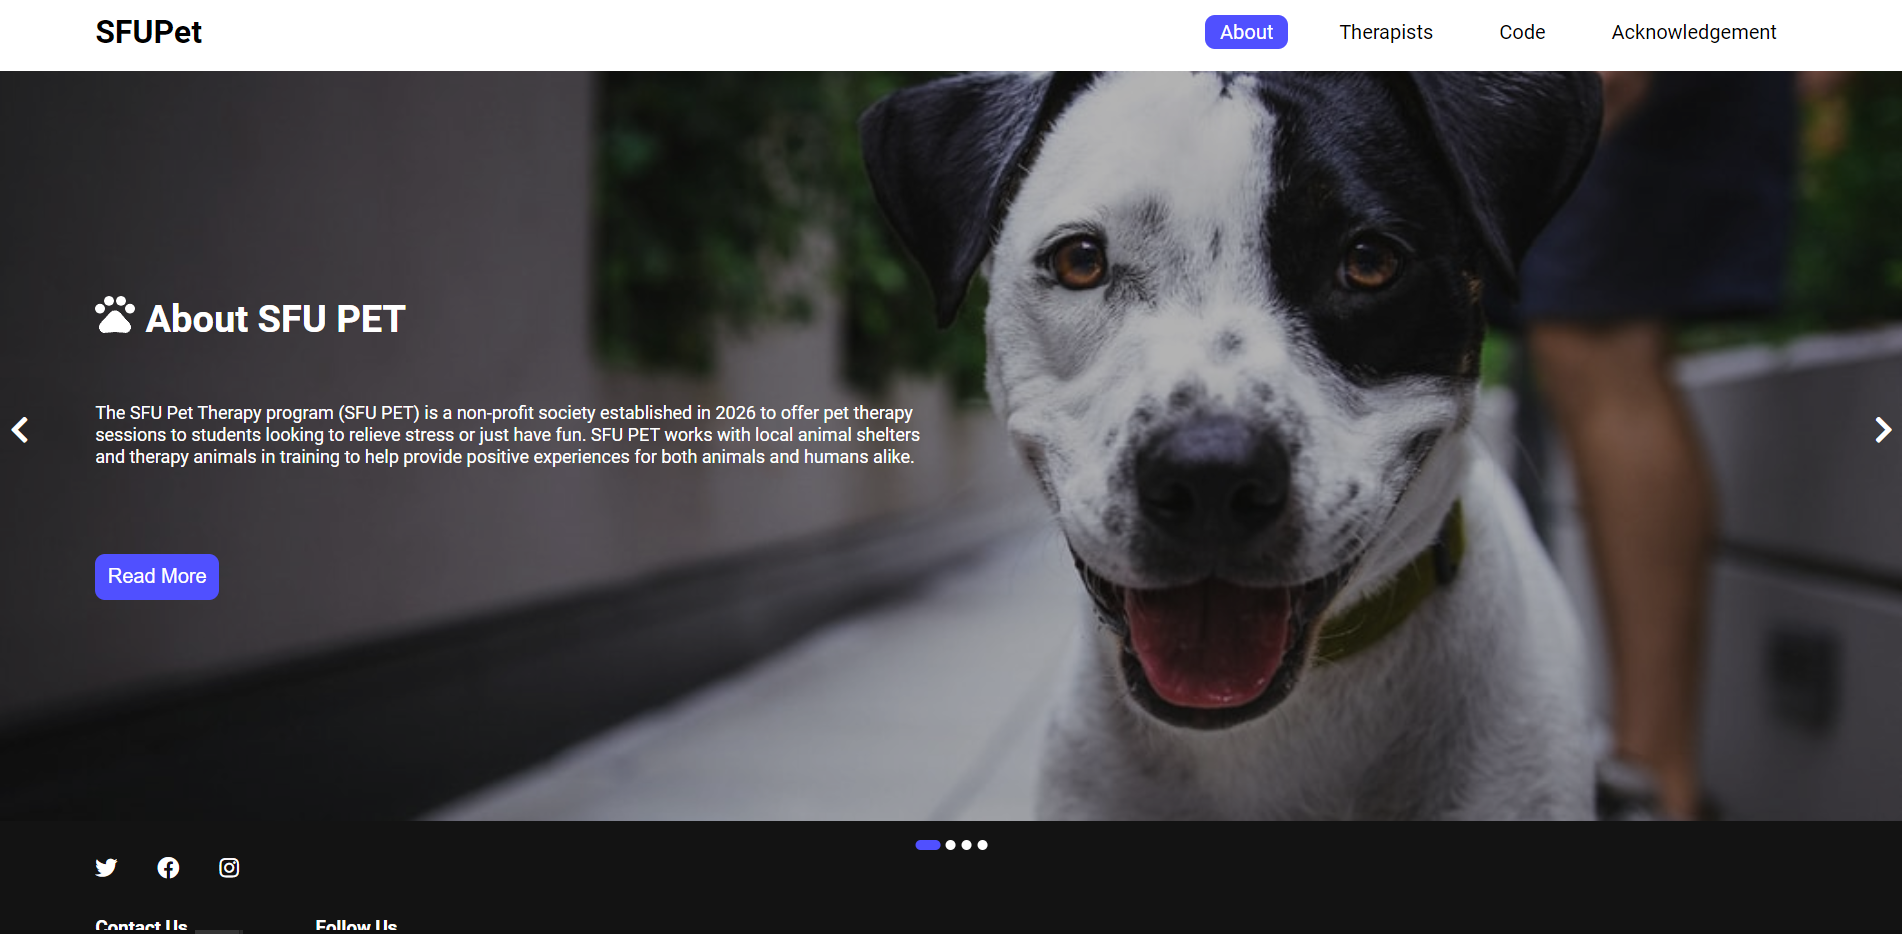 SFUPet
About
Therapists
Code
Acknowledgement
About SFU PET
The SFU Pet Therapy program (SFU PET) is a non-profit society established in 2026 to offer pet therapy
sessions to students looking to relieve stress or just have fun. SFU PET works with local animal shelters
and therapy animals in training to help provide positive experiences for both animals and humans alike.
Read More
Contact Us
Follow Us